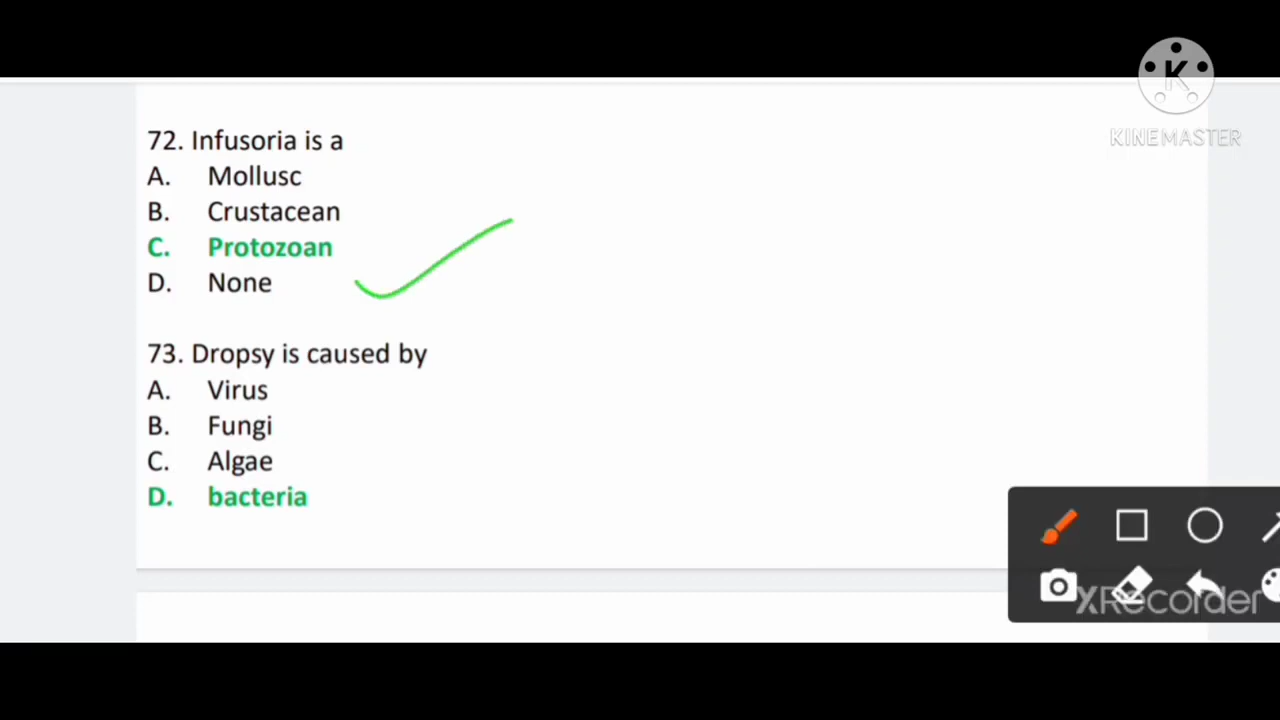 K
KINEMASTER
72. Infusoria is a
A. Mollusc
B. Crustacean
C. Protozoan
D. None
73. Dropsy is caused by
A. Virus
B. Fungi
C. Algae
D. bacteria
XRecorder